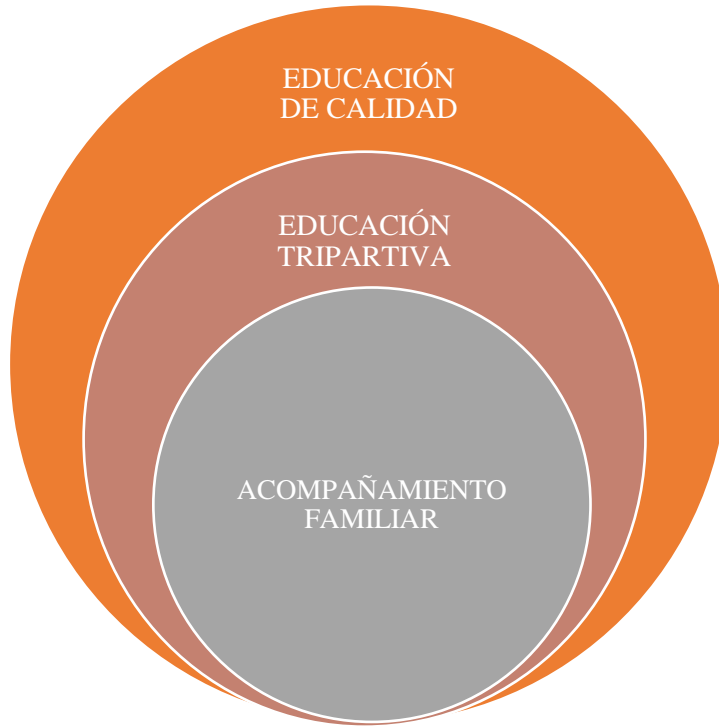 EDUCACIÓN
DE CALIDAD
EDUCACIÓN
TRIPARTIVA
ACOMPAÑAMIENTO
FAMILIAR